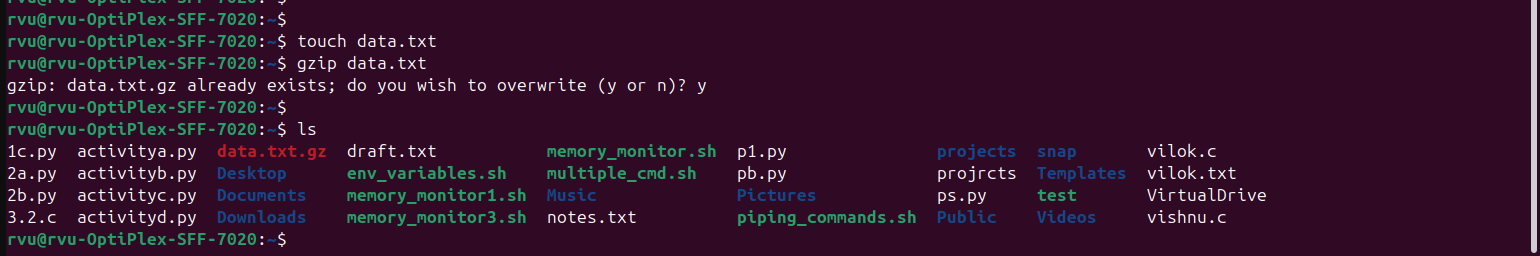 rvu@rvu-OptiPlex-SFF-7020:~$
rvu@rvu-OptiPlex-SFF-7020:~$ touch data.txt
rvu@rvu-OptiPlex-SFF-7020:~$ gzip data.txt
gzip: data.txt.gz already exists; do you wish to overwrite (y or n)? y
rvu@rvu-OptiPlex-SFF-7020:~$
rvu@rvu-OptiPlex-SFF-7020:~$ ls
1c.py  activitya.py  data.txt.gz  draft.txt           memory_monitor.sh  p1.py               projects   snap       vilok.c
2a.py  activityb.py  Desktop      env_variables.sh    multiple_cmd.sh    pb.py               projrcts   Templates  vilok.txt
2b.py  activityc.py  Documents    memory_monitor1.sh  Music              Pictures            ps.py      test       VirtualDrive
3.2.c  activityd.py  Downloads    memory_monitor3.sh  notes.txt          piping_commands.sh  Public     Videos     vishnu.c
rvu@rvu-OptiPlex-SFF-7020:~$